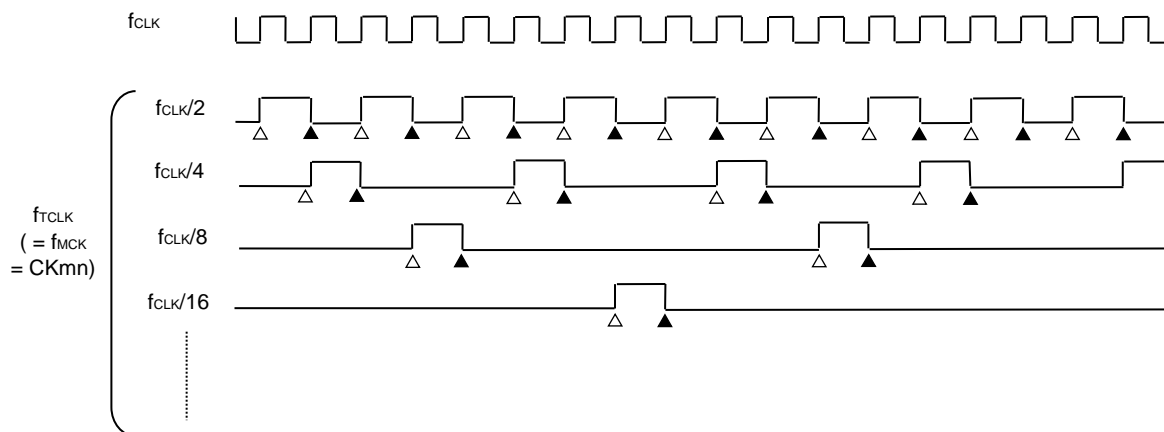 fCLK
fCLK/2
fCLK/4
fTCLK
( = fMCK
= CKmn)
fCLK/8
fCLK/16